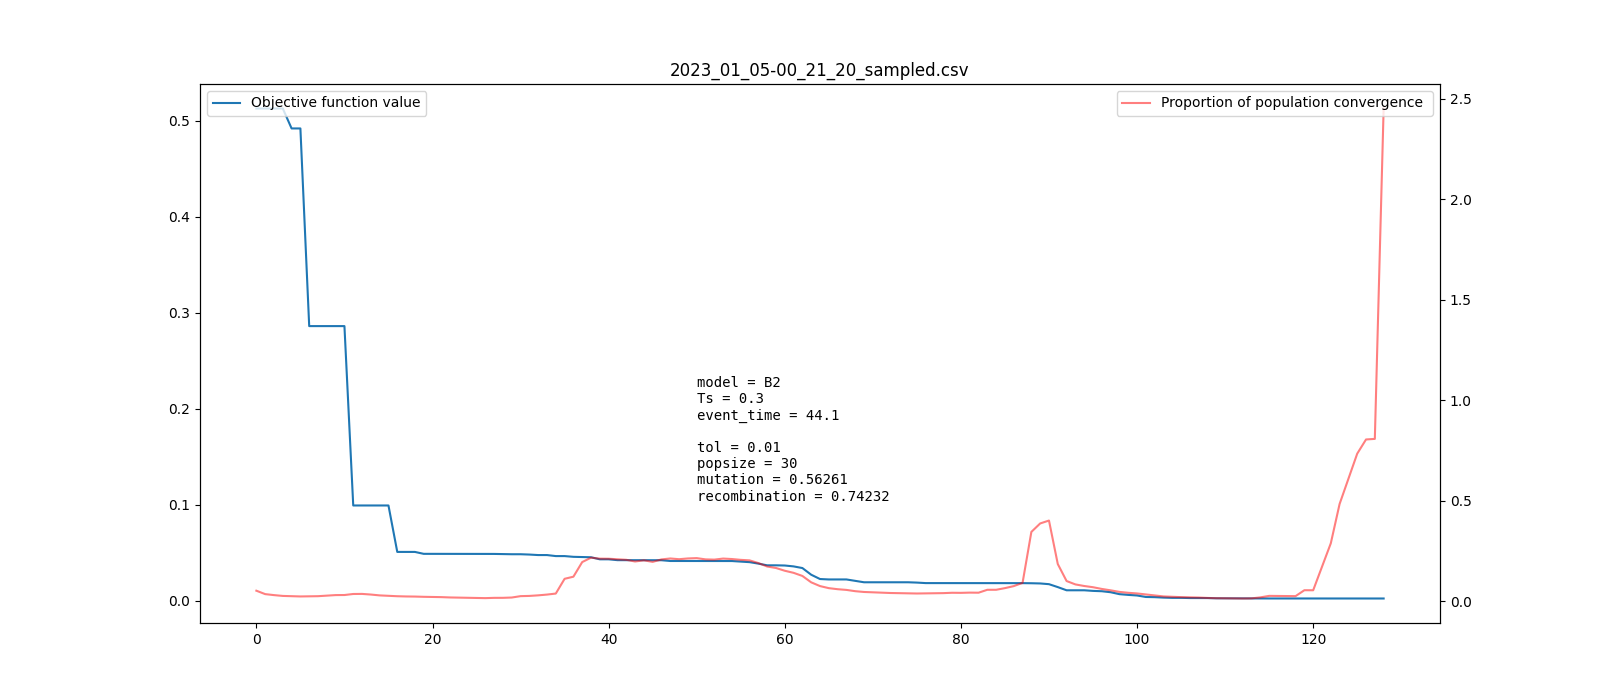 2023_01_05-00_21_20_sampled.csv
Objective function value
Proportion of population convergence
0.5
0.4
0.3
0.2
0.1
0.0
2.5
2.0
1.5
1.0
0.5
0.0
model = B2
Ts = 0.3
event_time = 44.1
tol = 0.01
popsize = 30
mutation = 0.56261
recombination = 0.74232
0 20 40 60 80 100 120